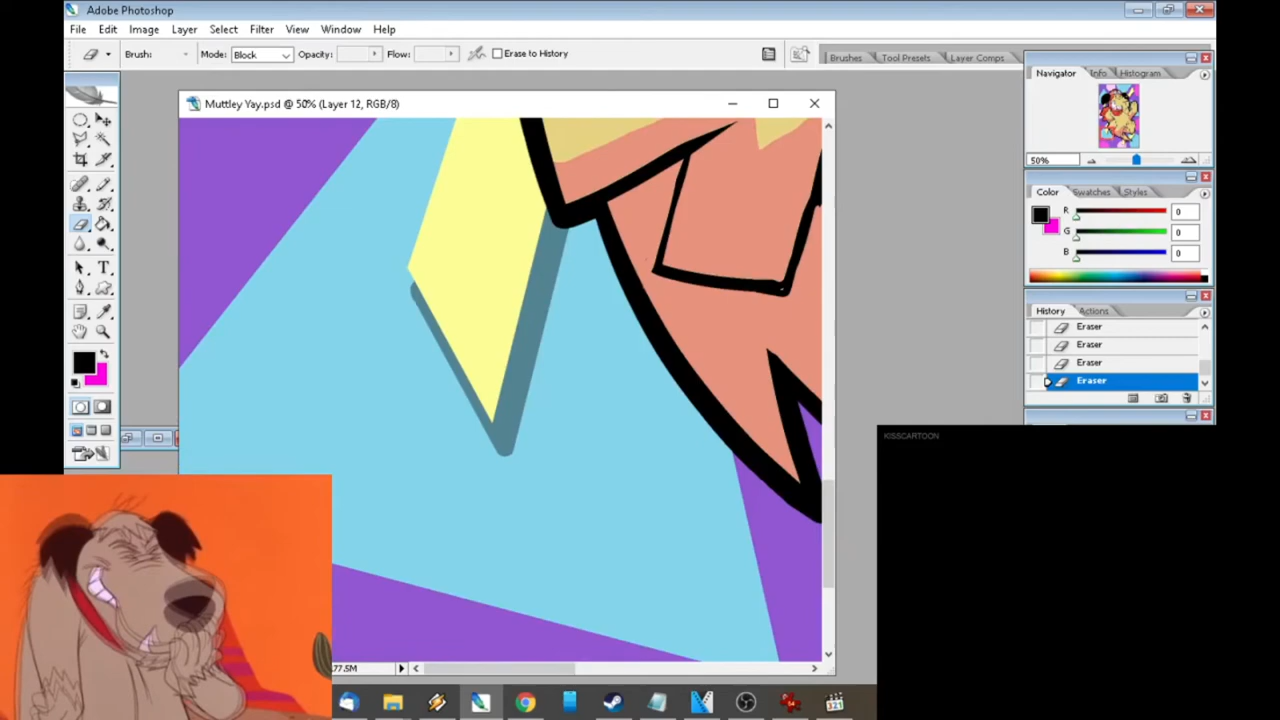 Adobe Photoshop
File Edit Image Layer Select Filter View Window Help
Brush: Mode: Block Opacity: Flow: Erase to History
Brushes Tool Presets Layer Comps
Muttley Yay.psd @ 50% (Layer 12, RGB/8)
Navigator Info Histogram
50%
Color Swatches Styles
R 0
G 0
B 0
History Actions
Eraser
Eraser
Eraser
Eraser
KISSCARTOON
77.5M
321